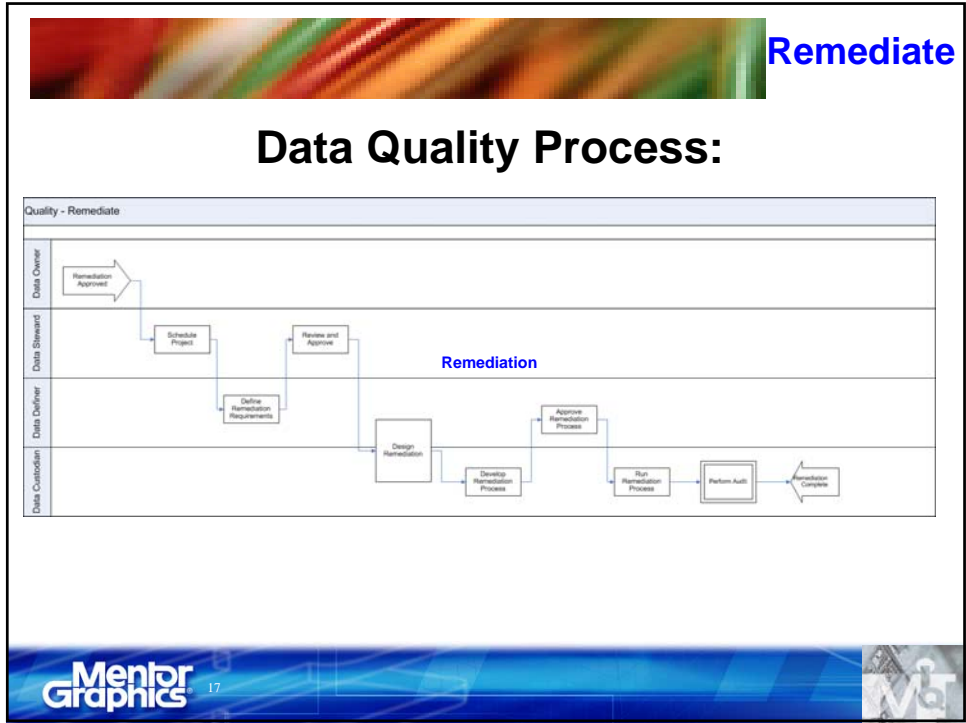 Remediate
Data Quality Process:
Quality - Remediate
Data Owner
Remediation
Approved
Data Steward
Schedule
Project
Review and
Approve
Remediation
Data Definer
Define
Remediation
Requirements
Approve
Remediation
Process
Data Custodian
Design
Remediation
Develop
Remediation
Process
Run
Remediation
Process
Perform Audit
Remediation
Complete
Mentor
Graphics®
17